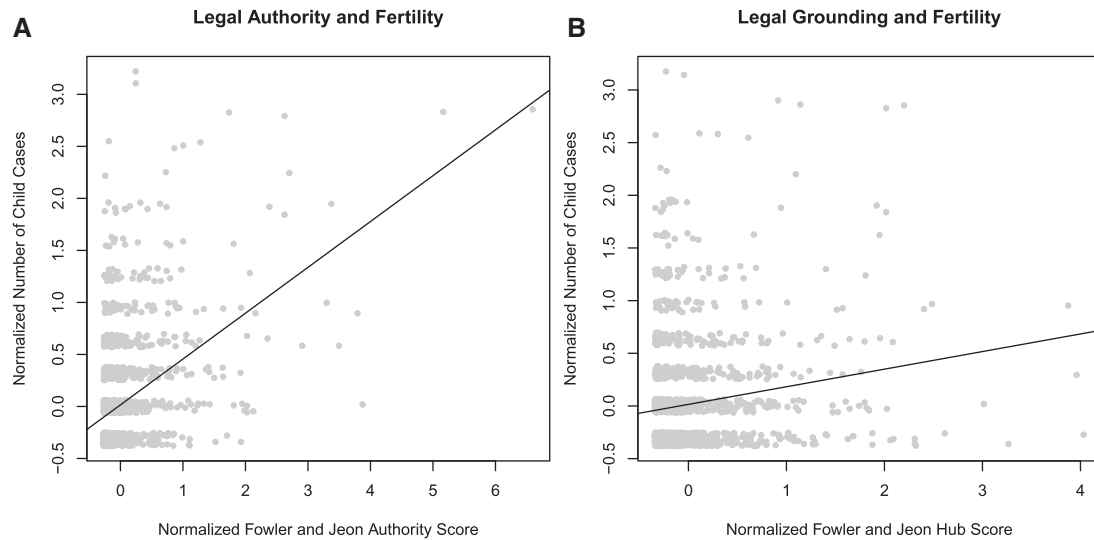 A
Legal Authority and Fertility
Normalized Number of Child Cases
3.0
2.5
2.0
1.5
1.0
0.5
0.0
−0.5
0 1 2 3 4 5 6
Normalized Fowler and Jeon Authority Score
B
Legal Grounding and Fertility
Normalized Number of Child Cases
3.0
2.5
2.0
1.5
1.0
0.5
0.0
−0.5
0 1 2 3 4
Normalized Fowler and Jeon Hub Score